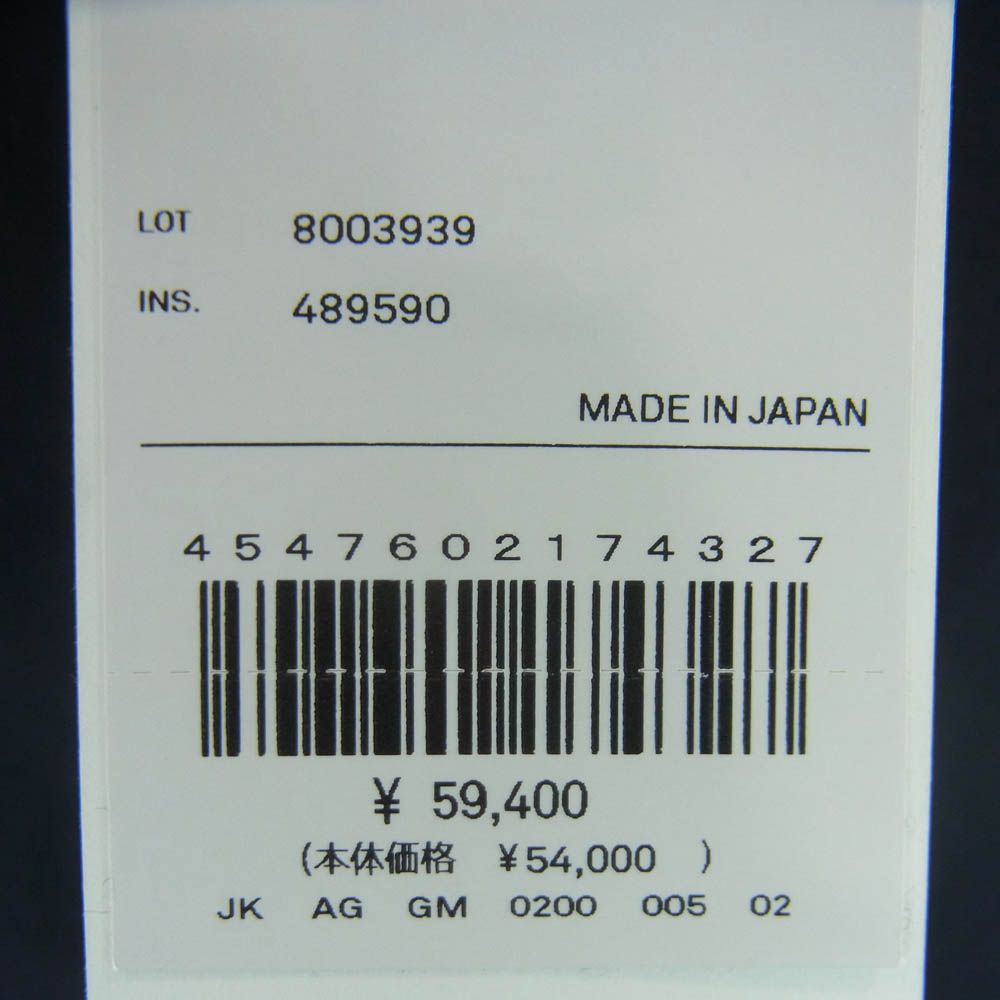 LOT 8003939
INS. 489590
MADE IN JAPAN
4547602174327
¥ 59,400
(本体価格 ¥54,000 )
JK AG GM 0200 005 02